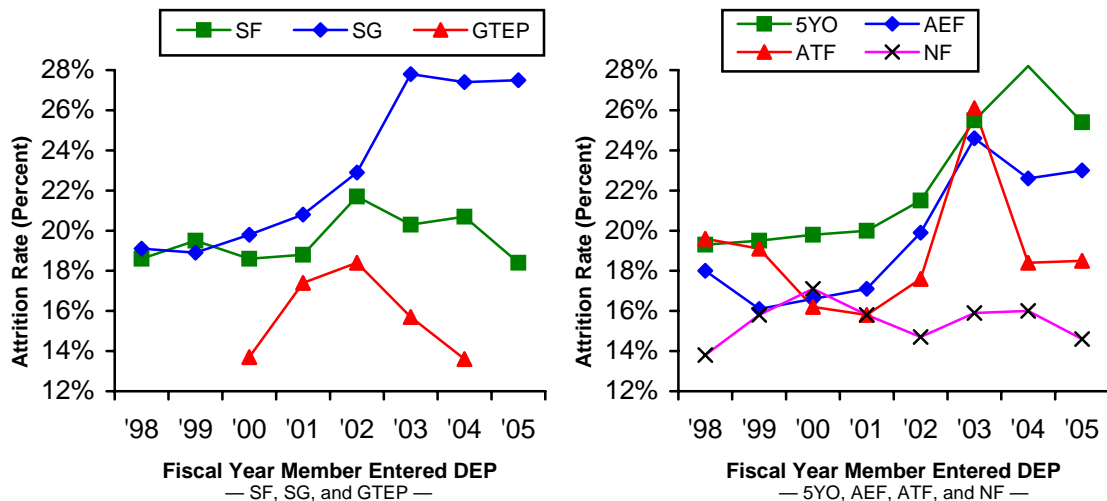 SF SG GTEP
Attrition Rate (Percent)
28%
26%
24%
22%
20%
18%
16%
14%
12%
'98 '99 '00 '01 '02 '03 '04 '05
Fiscal Year Member Entered DEP
— SF, SG, and GTEP —
5YO AEF
ATF NF
Attrition Rate (Percent)
28%
26%
24%
22%
20%
18%
16%
14%
12%
'98 '99 '00 '01 '02 '03 '04 '05
Fiscal Year Member Entered DEP
— 5YO, AEF, ATF, and NF —